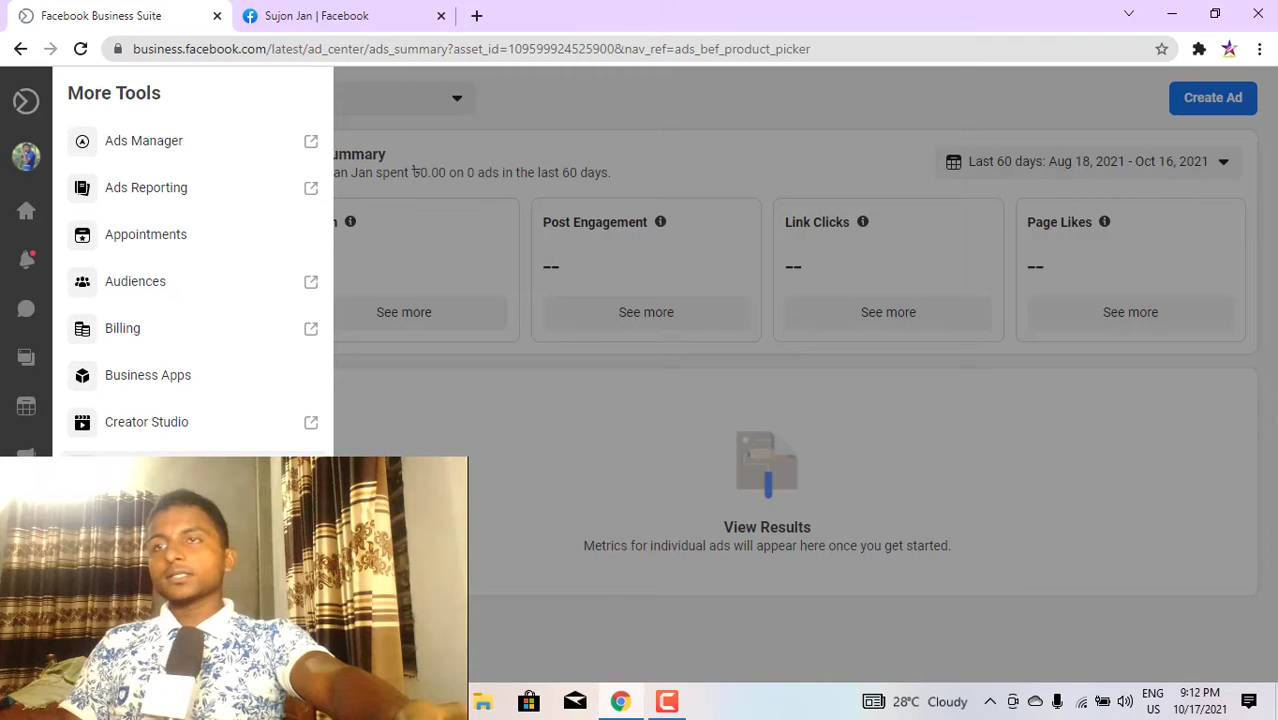 Facebook Business Suite
Sujon Jan | Facebook
business.facebook.com/latest/ad_center/ads_summary?asset_id=109599924525900&nav_ref=ads_bef_product_picker
More Tools
Create Ad
Ads Manager
ummary
Last 60 days: Aug 18, 2021 - Oct 16, 2021
an Jan spent ৳0.00 on 0 ads in the last 60 days.
Ads Reporting
Post Engagement
Link Clicks
Page Likes
Appointments
--
--
--
Audiences
See more
See more
See more
See more
Billing
Business Apps
Creator Studio
View Results
Metrics for individual ads will appear here once you get started.
28°C Cloudy
ENG
US
9:12 PM
10/17/2021